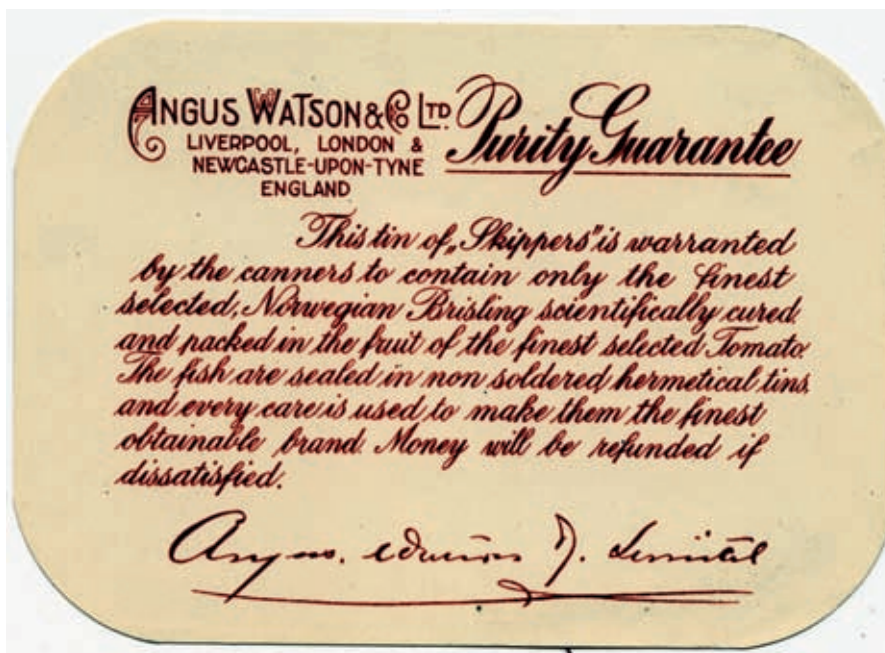 ANGUS WATSON & Co LTD.
LIVERPOOL, LONDON &
NEWCASTLE-UPON-TYNE
ENGLAND
Purity Guarantee
This tin of „Skippers" is warranted
by the canners to contain only the finest
selected, Norwegian Brisling scientifically cured
and packed in the fruit of the finest selected Tomato.
The fish are sealed in non soldered hermetical tins,
and every care is used to make them the finest
obtainable brand. Money will be refunded if
dissatisfied.
Angus. Watson & Limited